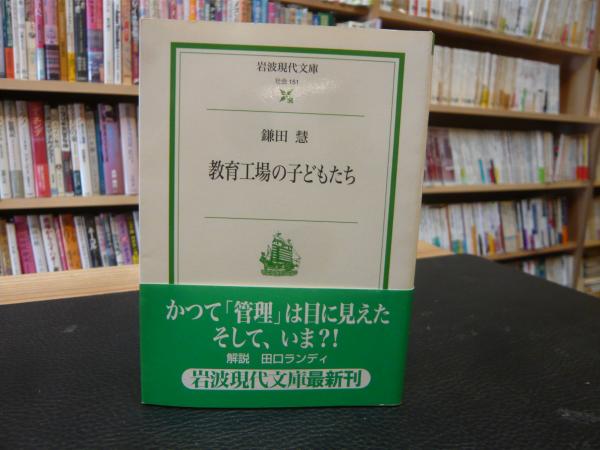 岩波現代文庫
社会 151
鎌田 慧
教育工場の子どもたち
かつて「管理」は目に見えた
そして、いま?!
解説 田口ランディ
岩波現代文庫最新刊